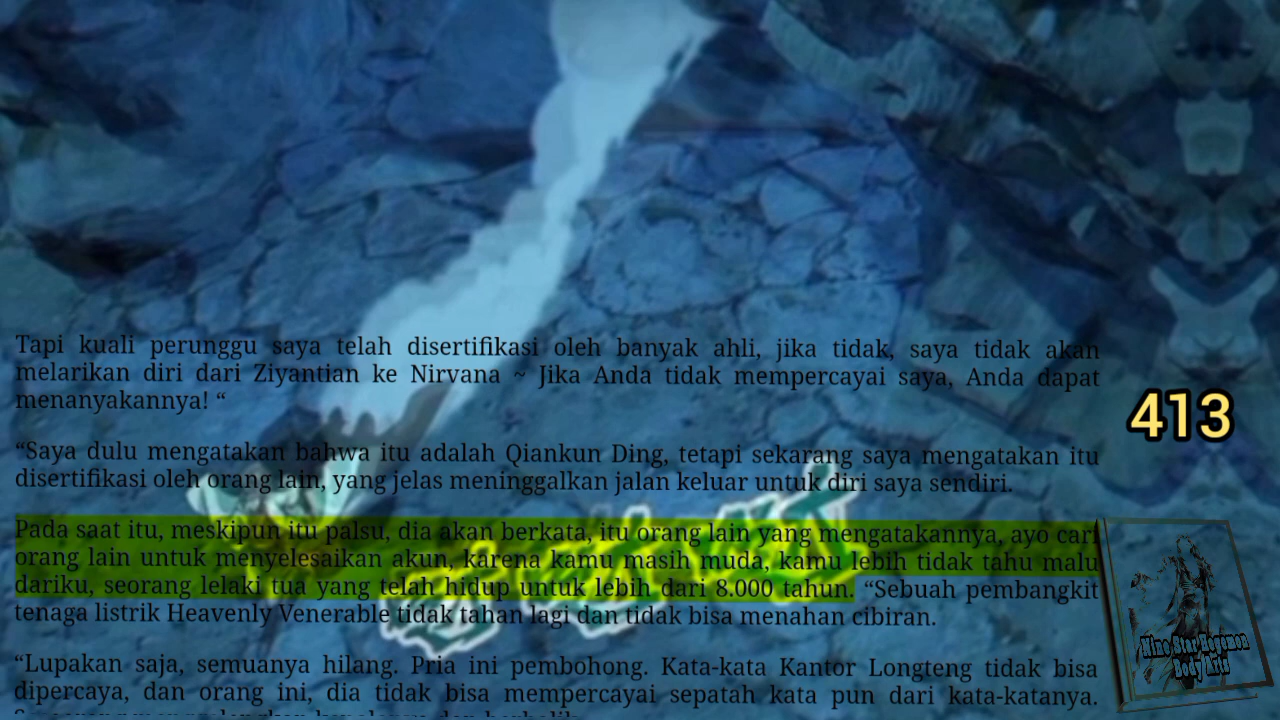 Tapi kuali perunggu saya telah disertifikasi oleh banyak ahli, jika tidak, saya tidak akan
melarikan diri dari Ziyantian ke Nirvana ~ Jika Anda tidak mempercayai saya, Anda dapat
menanyakannya! “
“Saya dulu mengatakan bahwa itu adalah Qiankun Ding, tetapi sekarang saya mengatakan itu
disertifikasi oleh orang lain, yang jelas meninggalkan jalan keluar untuk diri saya sendiri.
Pada saat itu, meskipun itu palsu, dia akan berkata, itu orang lain yang mengatakannya, ayo cari
orang lain untuk menyelesaikan akun, karena kamu masih muda, kamu lebih tidak tahu malu
dariku, seorang lelaki tua yang telah hidup untuk lebih dari 8.000 tahun. “Sebuah pembangkit
tenaga listrik Heavenly Venerable tidak tahan lagi dan tidak bisa menahan cibiran.
“Lupakan saja, semuanya hilang. Pria ini pembohong. Kata-kata Kantor Longteng tidak bisa
dipercaya, dan orang ini, dia tidak bisa mempercayai sepatah kata pun dari kata-katanya.
413
Nine Star Hegemon
Body Arts